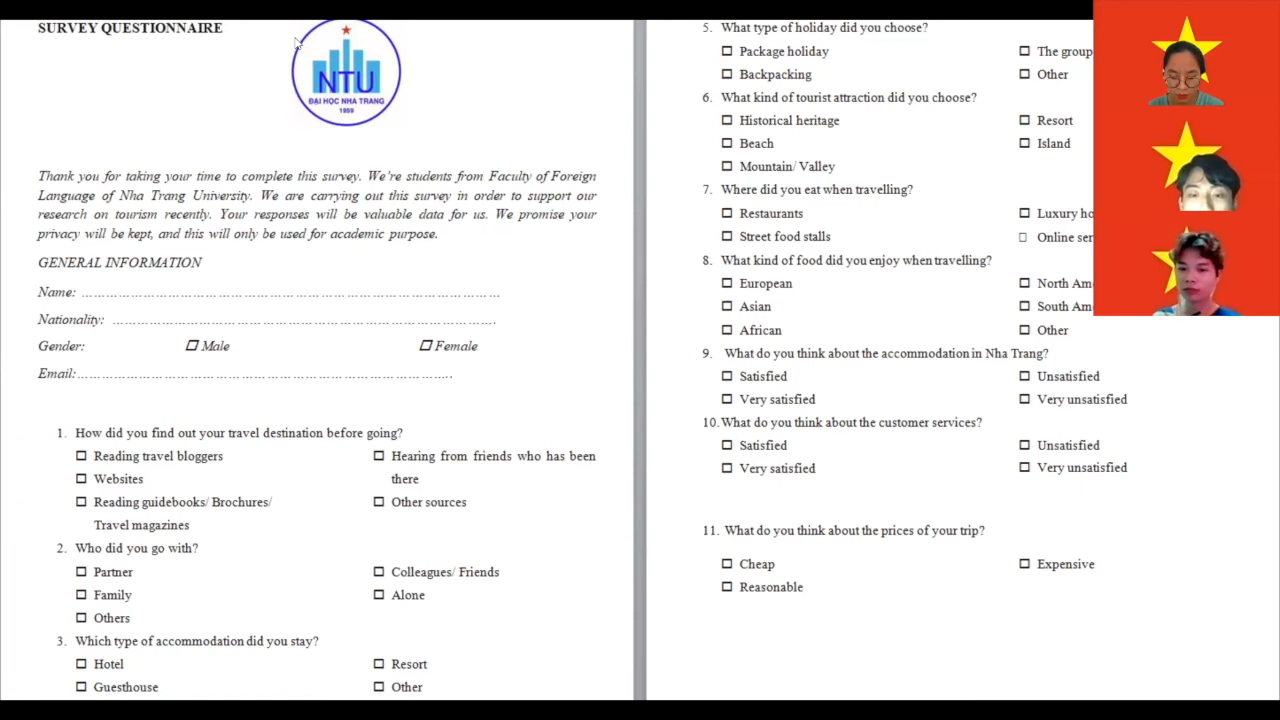 SURVEY QUESTIONNAIRE
NTU
ĐẠI HỌC NHA TRANG
1959
Thank you for taking your time to complete this survey. We’re students from Faculty of Foreign
Language of Nha Trang University. We are carrying out this survey in order to support our
research on tourism recently. Your responses will be valuable data for us. We promise your
privacy will be kept, and this will only be used for academic purpose.
GENERAL INFORMATION
Name: ……………………………………………………………………………………
Nationality: …………………………………………………………………………….
Gender: ☐ Male ☐ Female
Email:…………………………………………………………………………..
1. How did you find out your travel destination before going?
☐ Reading travel bloggers ☐ Hearing from friends who has been
☐ Websites there
☐ Reading guidebooks/ Brochures/ ☐ Other sources
Travel magazines
2. Who did you go with?
☐ Partner ☐ Colleagues/ Friends
☐ Family ☐ Alone
☐ Others
3. Which type of accommodation did you stay?
☐ Hotel ☐ Resort
☐ Guesthouse ☐ Other
5. What type of holiday did you choose?
☐ Package holiday ☐ The group
☐ Backpacking ☐ Other
6. What kind of tourist attraction did you choose?
☐ Historical heritage ☐ Resort
☐ Beach ☐ Island
☐ Mountain/ Valley
7. Where did you eat when travelling?
☐ Restaurants ☐ Luxury
☐ Street food stalls ☐ Online
8. What kind of food did you enjoy when travelling?
☐ European ☐ North
☐ Asian ☐ South
☐ African ☐ Other
9. What do you think about the accommodation in Nha Trang?
☐ Satisfied ☐ Unsatisfied
☐ Very satisfied ☐ Very unsatisfied
10. What do you think about the customer services?
☐ Satisfied ☐ Unsatisfied
☐ Very satisfied ☐ Very unsatisfied
11. What do you think about the prices of your trip?
☐ Cheap ☐ Expensive
☐ Reasonable